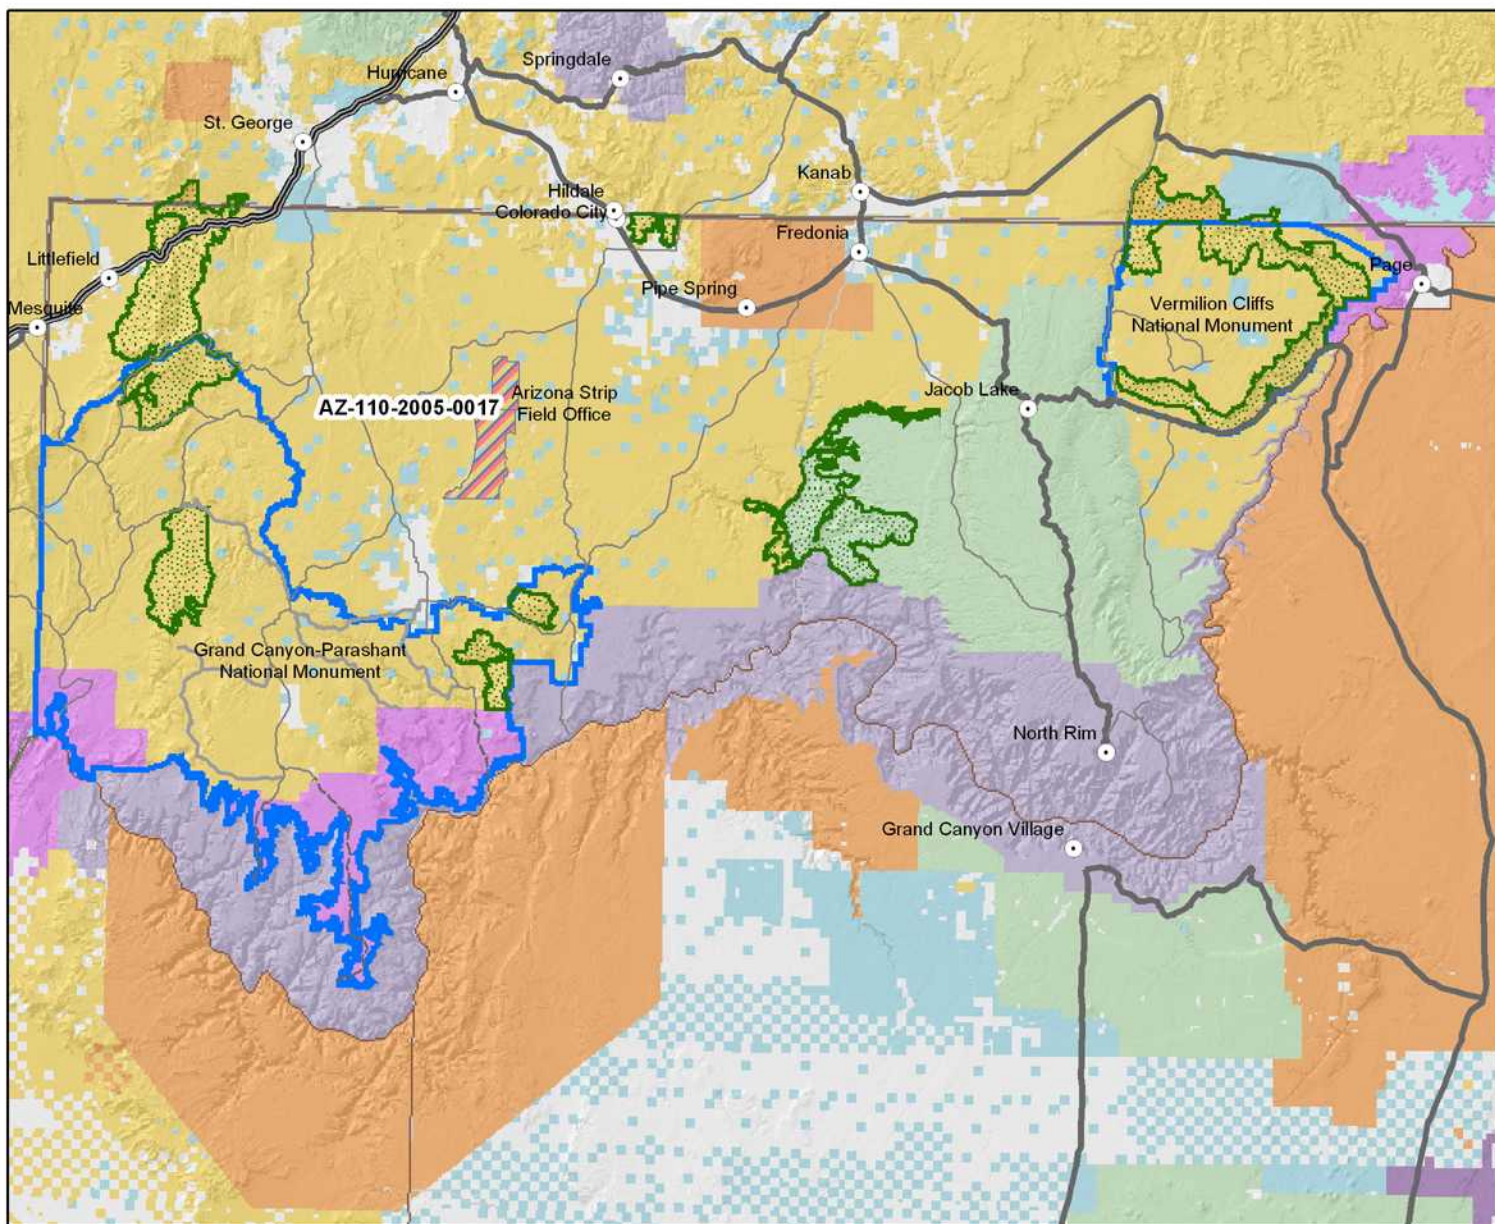 Springdale
Hurricane
St. George
Kanab
Hildale
Colorado City
Fredonia
Littlefield
Page
Pipe Spring
Mesquite
Vermilion Cliffs
National Monument
Jacob Lake
Arizona Strip
Field Office
AZ-110-2005-0017
Grand Canyon-Parashant
National Monument
North Rim
Grand Canyon Village